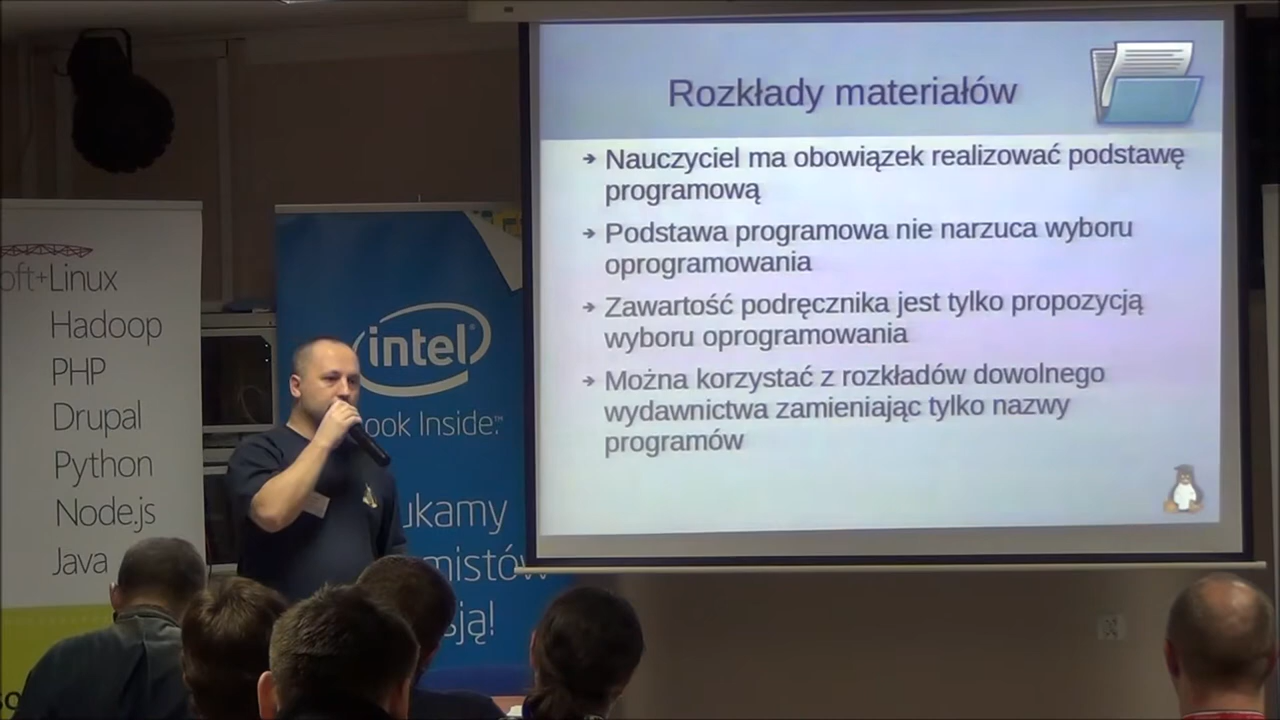 Rozkłady materiałów
Nauczyciel ma obowiązek realizować podstawę
programową
Podstawa programowa nie narzuca wyboru
oprogramowania
Zawartość podręcznika jest tylko propozycją
wyboru oprogramowania
Można korzystać z rozkładów dowolnego
wydawnictwa zamieniając tylko nazwy
programów
oft+Linux
Hadoop
PHP
Drupal
Python
Node.js
Java
intel
ook Inside.™
ukamy
mistów
sją!